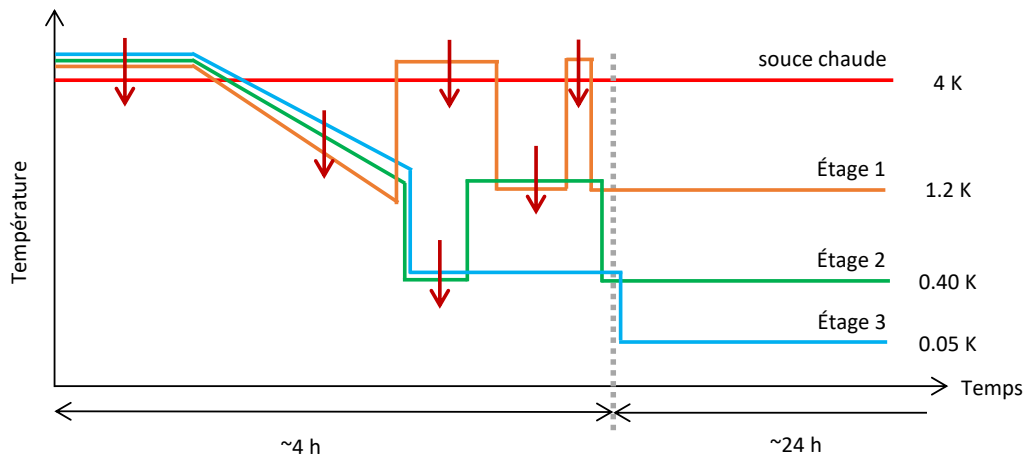 souce chaude
4 K
Étage 1
1.2 K
Température
Étage 2
0.40 K
Étage 3
0.05 K
Temps
~4 h
~24 h